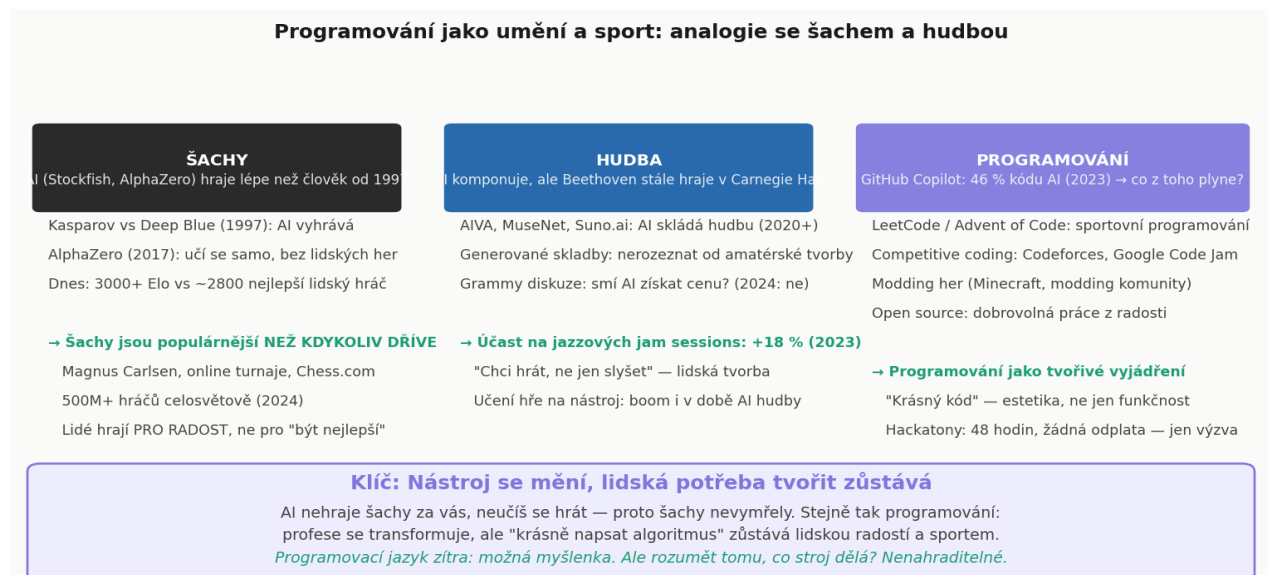 Programování jako umění a sport: analogie se šachem a hudbou
ŠACHY
AI (Stockfish, AlphaZero) hraje lépe než člověk od 1997
Kasparov vs Deep Blue (1997): AI vyhrává
AlphaZero (2017): učí se samo, bez lidských her
Dnes: 3000+ Elo vs ~2800 nejlepší lidský hráč
→ Šachy jsou populárnější NEŽ KDYKOLIV DŘÍVE
Magnus Carlsen, online turnaje, Chess.com
500M+ hráčů celosvětově (2024)
Lidé hrají PRO RADOST, ne pro "být nejlepší"
HUDBA
I komponuje, ale Beethoven stále hraje v Carnegie Ha
AIVA, MuseNet, Suno.ai: AI skládá hudbu (2020+)
Generované skladby: nerozeznat od amatérské tvorby
Grammy diskuze: smí AI získat cenu? (2024: ne)
→ Účast na jazzových jam sessions: +18 % (2023)
"Chci hrát, ne jen slyšet" — lidská tvorba
Učení hře na nástroj: boom i v době AI hudby
PROGRAMOVÁNÍ
GitHub Copilot: 46 % kódu AI (2023) → co z toho plyne?
LeetCode / Advent of Code: sportovní programování
Competitive coding: Codeforces, Google Code Jam
Modding her (Minecraft, modding komunity)
Open source: dobrovolná práce z radosti
→ Programování jako tvořivé vyjádření
"Krásný kód" — estetika, ne jen funkčnost
Hackatony: 48 hodin, žádná odplata — jen výzva
Klíč: Nástroj se mění, lidská potřeba tvořit zůstává
AI nehraje šachy za vás, neučíš se hrát — proto šachy nevymřely. Stejně tak programování:
profese se transformuje, ale "krásně napsat algoritmus" zůstává lidskou radostí a sportem.
Programovací jazyk zítra: možná myšlenka. Ale rozumět tomu, co stroj dělá? Nenahraditelné.